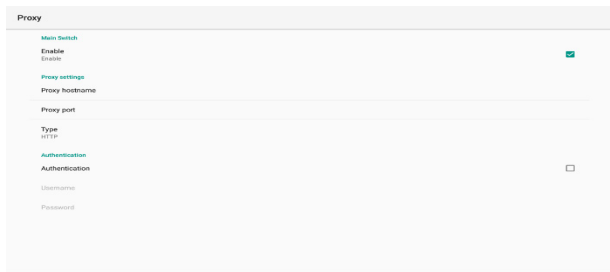 Proxy
Main Switch
Enable
Enable
Proxy settings
Proxy hostname
Proxy port
Type
HTTP
Authentication
Authentication
Username
Password